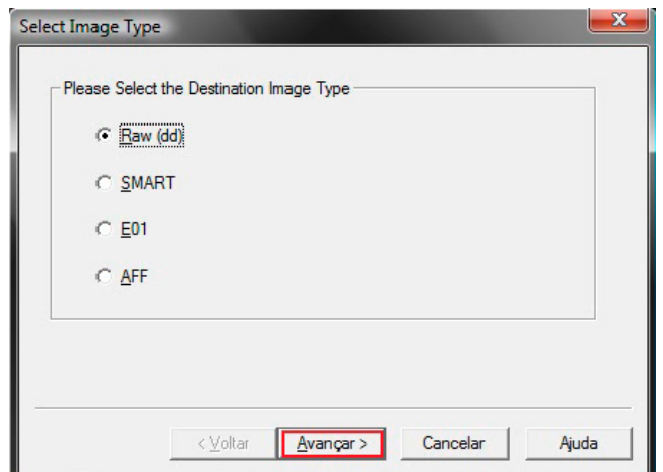 Select Image Type
Please Select the Destination Image Type
Raw (dd)
SMART
E01
AFF
< Voltar Avançar > Cancelar Ajuda